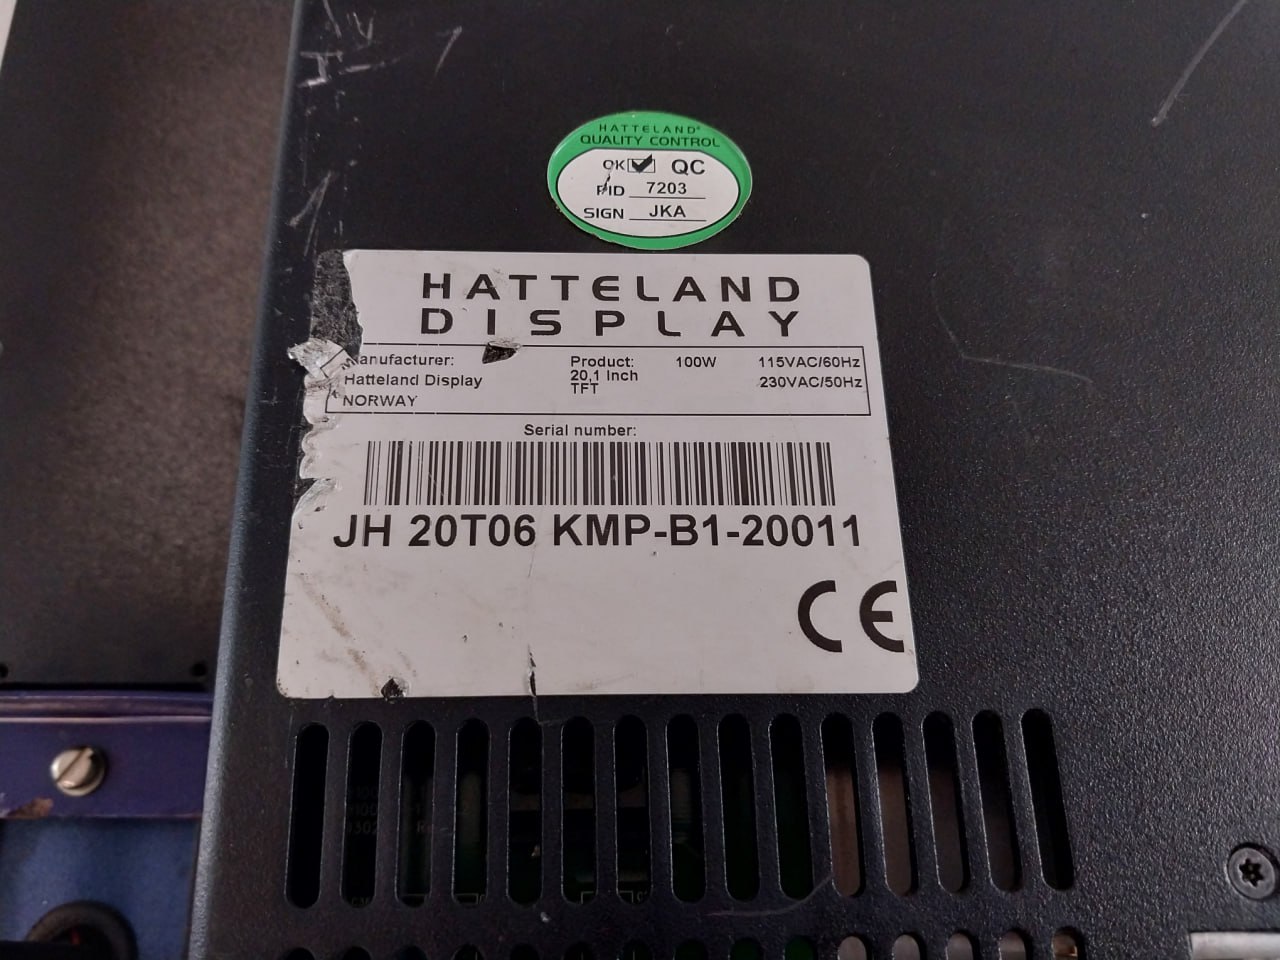 HATTELAND®
QUALITY CONTROL
OK QC
PID 7203
SIGN JKA
HATTELAND
DISPLAY
Manufacturer:
Hatteland Display
NORWAY
Product:
20,1 Inch
TFT
100W
115VAC/60Hz
230VAC/50Hz
Serial number:
JH 20T06 KMP-B1-20011
CE